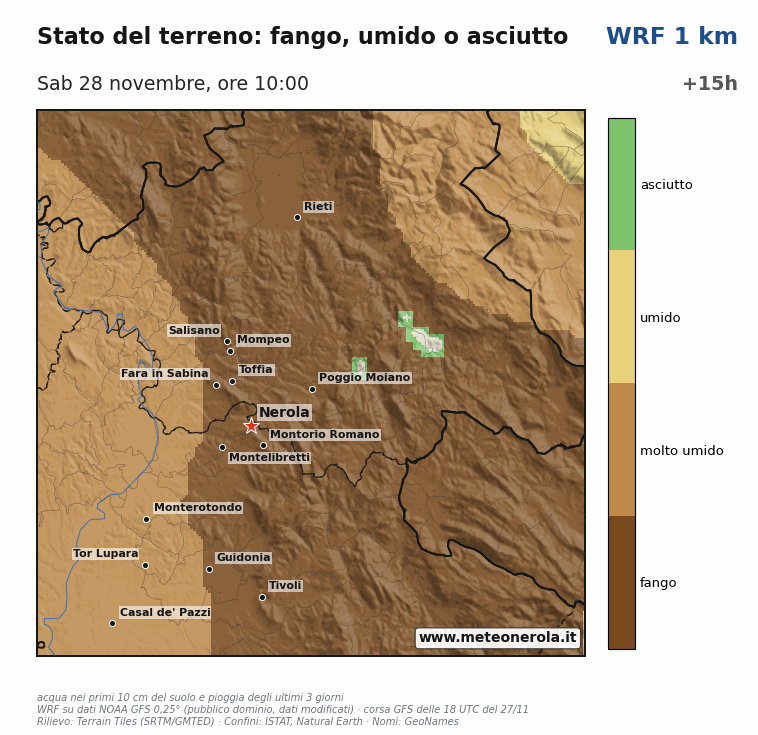 Stato del terreno: fango, umido o asciutto
WRF 1 km
Sab 28 novembre, ore 10:00
+15h
Rieti
Salisano
Mompeo
Fara in Sabina
Toffia
Poggio Moiano
Nerola
Montorio Romano
Montelibretti
Monterotondo
Tor Lupara
Guidonia
Tivoli
Casal de' Pazzi
www.meteonerola.it
asciutto
umido
molto umido
fango
acqua nei primi 10 cm del suolo e pioggia degli ultimi 3 giorni
WRF su dati NOAA GFS 0,25° (pubblico dominio, dati modificati) · corsa GFS delle 18 UTC del 27/11
Rilievo: Terrain Tiles (SRTM/GMTED) · Confini: ISTAT, Natural Earth · Nomi: GeoNames